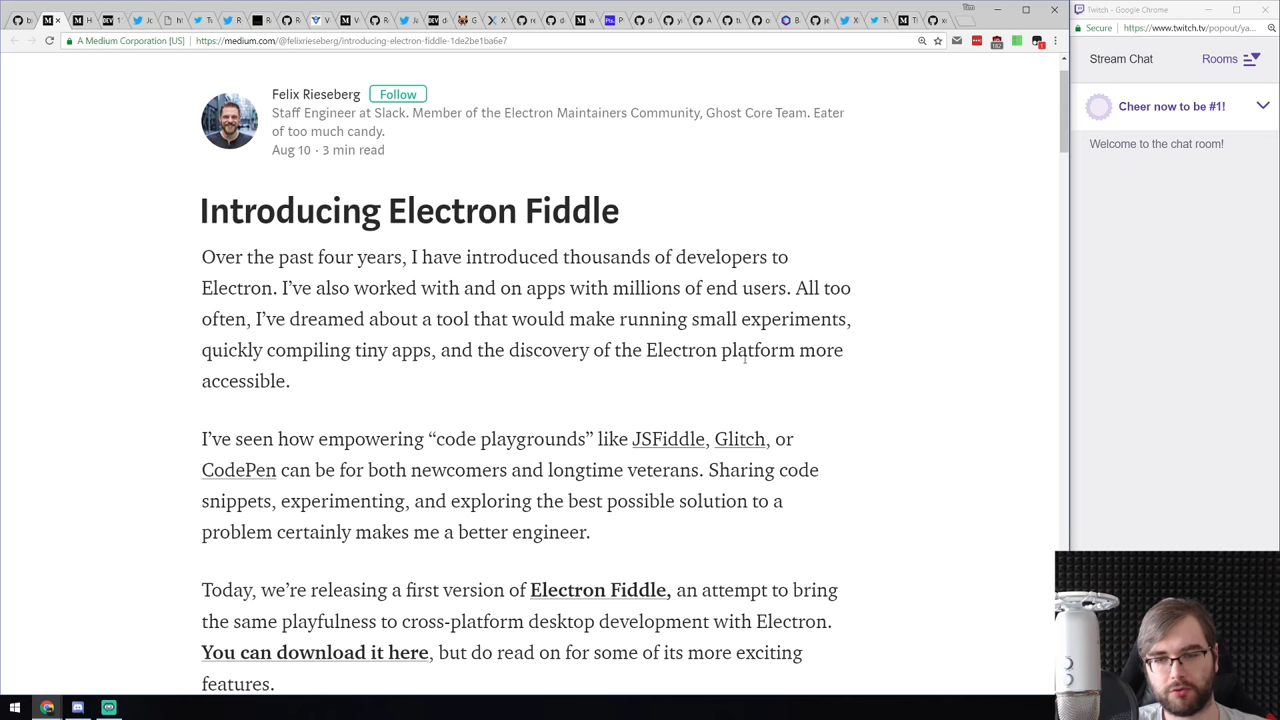 Tim
Twitch - Google Chrome
A Medium Corporation [US]
https://medium.com/@felixrieseberg/introducing-electron-fiddle-1de2be1ba6e7
Secure
https://www.twitch.tv/popout/ya...
Stream Chat
Rooms
Cheer now to be #1!
Welcome to the chat room!
Felix Rieseberg
Follow
Staff Engineer at Slack. Member of the Electron Maintainers Community, Ghost Core Team. Eater
of too much candy.
Aug 10 · 3 min read
Introducing Electron Fiddle
Over the past four years, I have introduced thousands of developers to
Electron. I’ve also worked with and on apps with millions of end users. All too
often, I’ve dreamed about a tool that would make running small experiments,
quickly compiling tiny apps, and the discovery of the Electron platform more
accessible.
I’ve seen how empowering “code playgrounds” like JSFiddle, Glitch, or
CodePen can be for both newcomers and longtime veterans. Sharing code
snippets, experimenting, and exploring the best possible solution to a
problem certainly makes me a better engineer.
Today, we’re releasing a first version of Electron Fiddle, an attempt to bring
the same playfulness to cross-platform desktop development with Electron.
You can download it here, but do read on for some of its more exciting
features.